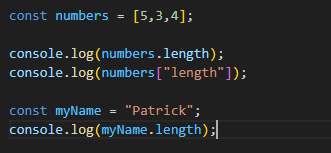 const numbers = [5,3,4];
console.log(numbers.length);
console.log(numbers["length"]);
const myName = "Patrick";
console.log(myName.length);